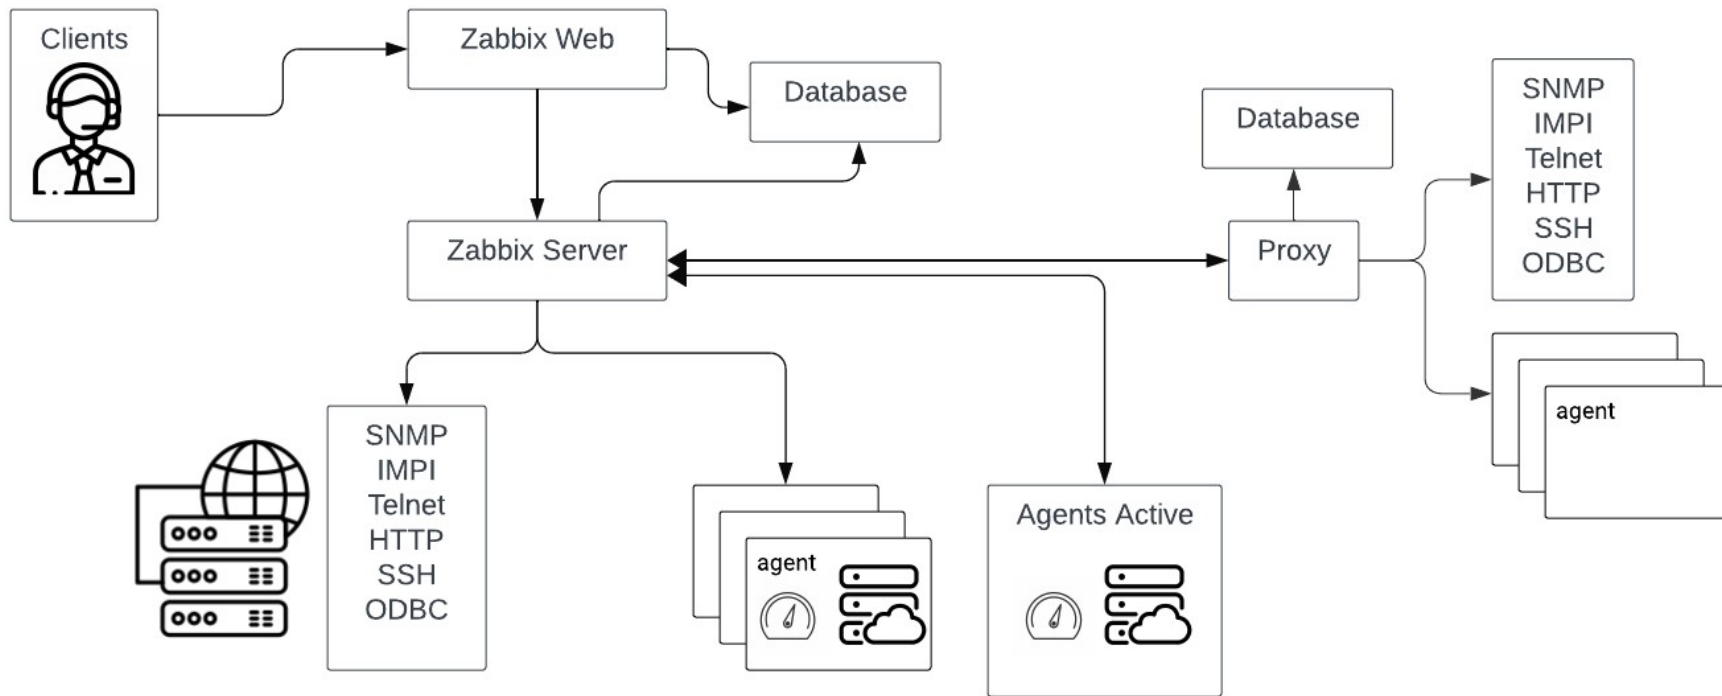 Clients
Zabbix Web
Database
Database
SNMP
IMPI
Telnet
HTTP
SSH
ODBC
Zabbix Server
Proxy
agent
SNMP
IMPI
Telnet
HTTP
SSH
ODBC
agent
Agents Active